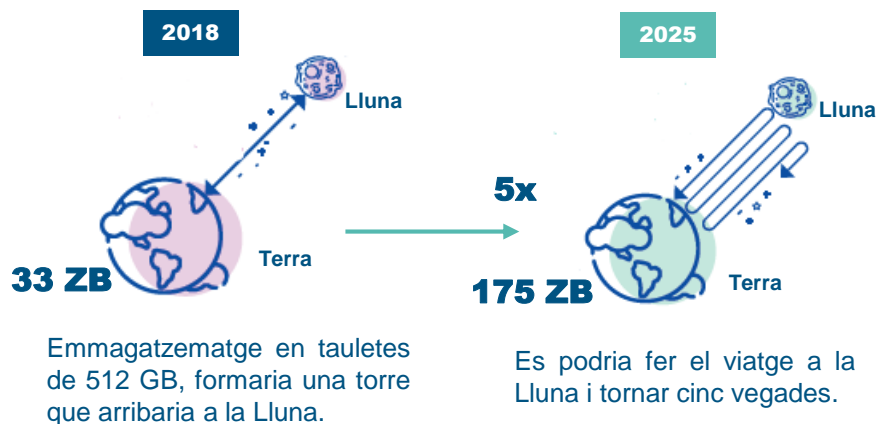 2018
Lluna
Terra
33 ZB
Emmagatzematge en tauletes
de 512 GB, formaria una torre
que arribaria a la Lluna.
5x
2025
Lluna
Terra
175 ZB
Es podria fer el viatge a la
Lluna i tornar cinc vegades.